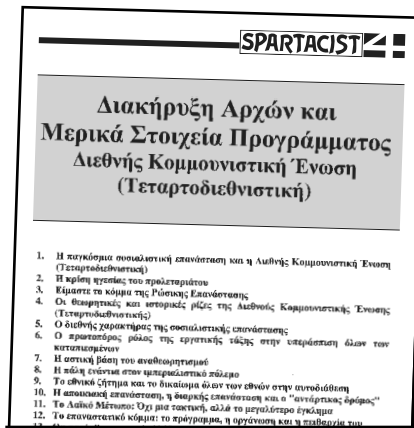 SPARTACIST
Διακήρυξη Αρχών και
Μερικά Στοιχεία Προγράμματος
Διεθνής Κομμουνιστική Ένωση
(Τεταρτοδιεθνιστική)
1. Η παγκόσμια σοσιαλιστική επανάσταση και η Διεθνής Κομμουνιστική Ένωση
(Τεταρτοδιεθνιστική)
2. Η κρίση ηγεσίας του προλεταριάτου
3. Είμαστε το κόμμα της Ρώσικης Επανάστασης
4. Οι θεωρητικές και ιστορικές ρίζες της Διεθνούς Κομμουνιστικής Ένωσης
(Τεταρτοδιεθνιστικής)
5. Ο διεθνής χαρακτήρας της σοσιαλιστικής επανάστασης
6. Ο πρωτοπόρος ρόλος της εργατικής τάξης στην υπεράσπιση όλων των
καταπιεσμένων
7. Η αστική βάση του αναθεωρητισμού
8. Η πάλη ενάντια στον ιμπεριαλιστικό πόλεμο
9. Το εθνικό ζήτημα και το δικαίωμα όλων των εθνών στην αυτοδιάθεση
10. Η αποικιακή επανάσταση, η διαρκής επανάσταση και ο "αντάρτικος δρόμος"
11. Το Λαϊκό Μέτωπο: Όχι μια τακτική, αλλά το μεγαλύτερο έγκλημα
12. Το επαναστατικό κόμμα: το πρόγραμμα, η οργάνωση και η πειθαρχία του